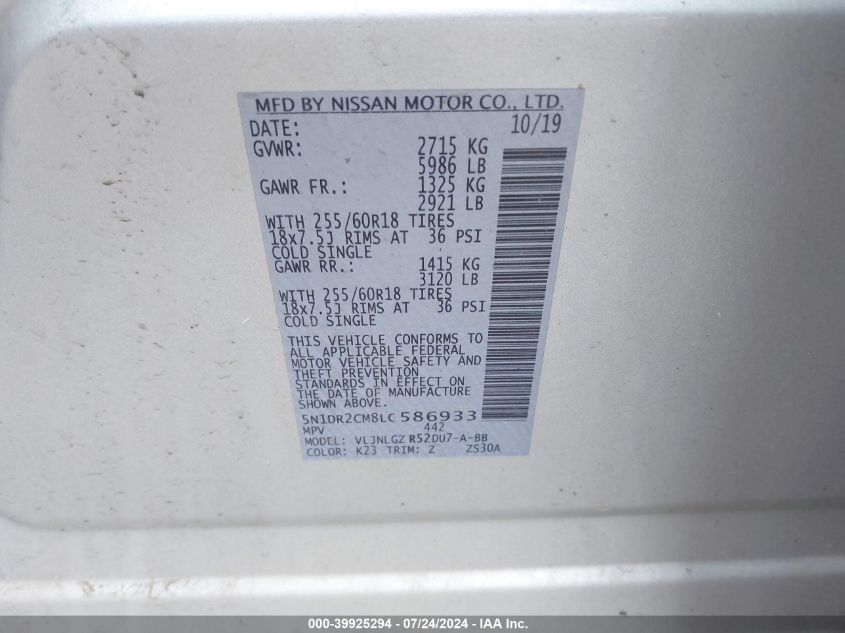 MFD BY NISSAN MOTOR CO., LTD.
DATE: 10/19
GVWR: 2715 KG
5986 LB
GAWR FR.: 1325 KG
2921 LB
WITH 255/60R18 TIRES
18x7.5J RIMS AT 36 PSI
COLD SINGLE
GAWR RR.: 1415 KG
3120 LB
WITH 255/60R18 TIRES
18x7.5J RIMS AT 36 PSI
COLD SINGLE
THIS VEHICLE CONFORMS TO
ALL APPLICABLE FEDERAL
MOTOR VEHICLE SAFETY AND
THEFT PREVENTION
STANDARDS IN EFFECT ON
THE DATE OF MANUFACTURE
SHOWN ABOVE.
5N1DR2CM8LC586933
MPV 442
MODEL: VLJNLGZ R52DU7-A-BB
COLOR: K23 TRIM: Z ZS30A
000-39925294 - 07/24/2024 - IAA Inc.